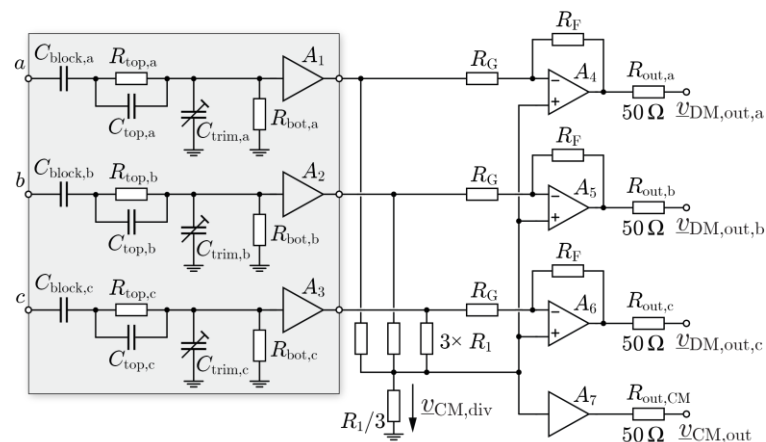 a
C_block,a
R_top,a
C_top,a
C_trim,a
R_bot,a
A_1
R_G
R_F
−
+
A_4
R_out,a
50 Ω
v_DM,out,a
b
C_block,b
R_top,b
C_top,b
C_trim,b
R_bot,b
A_2
R_G
R_F
−
+
A_5
R_out,b
50 Ω
v_DM,out,b
c
C_block,c
R_top,c
C_top,c
C_trim,c
R_bot,c
A_3
R_G
R_F
−
+
A_6
R_out,c
50 Ω
v_DM,out,c
3× R_1
R_1/3
v_CM,div
A_7
R_out,CM
50 Ω
v_CM,out